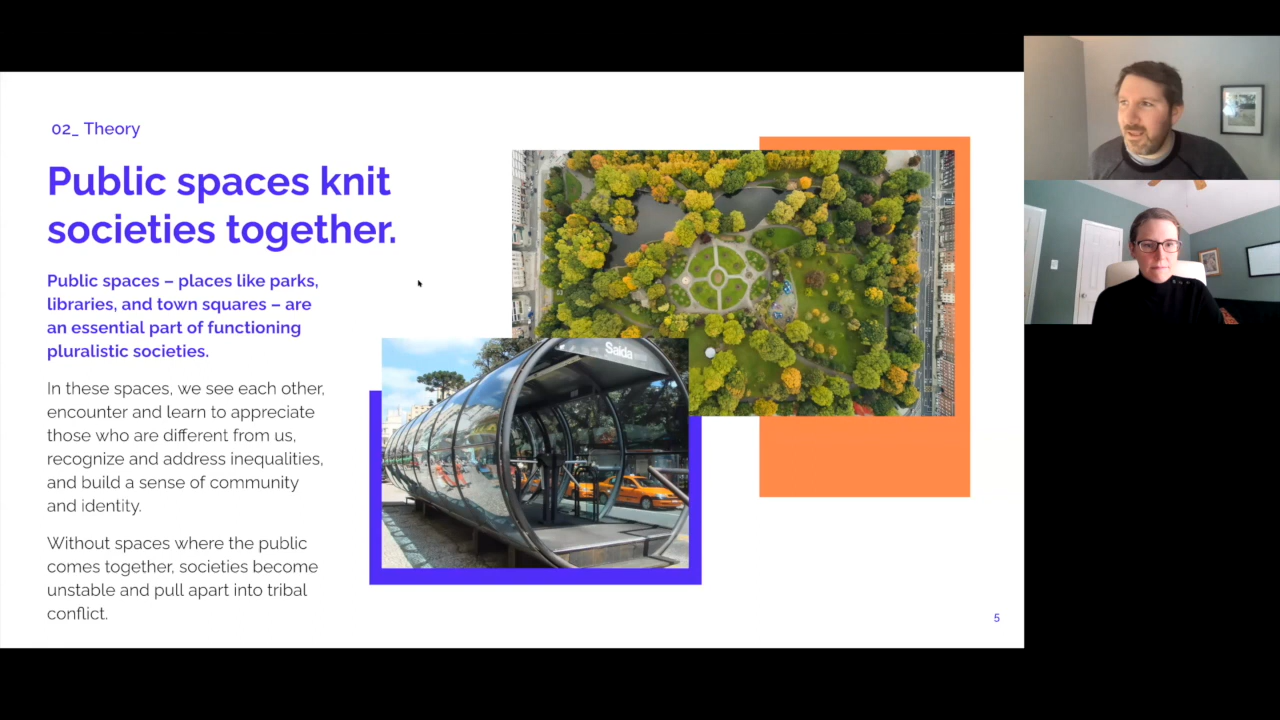 02_ Theory
Public spaces knit
societies together.
Public spaces – places like parks,
libraries, and town squares – are
an essential part of functioning
pluralistic societies.
In these spaces, we see each other,
encounter and learn to appreciate
those who are different from us,
recognize and address inequalities,
and build a sense of community
and identity.
Without spaces where the public
comes together, societies become
unstable and pull apart into tribal
conflict.
Saída
5